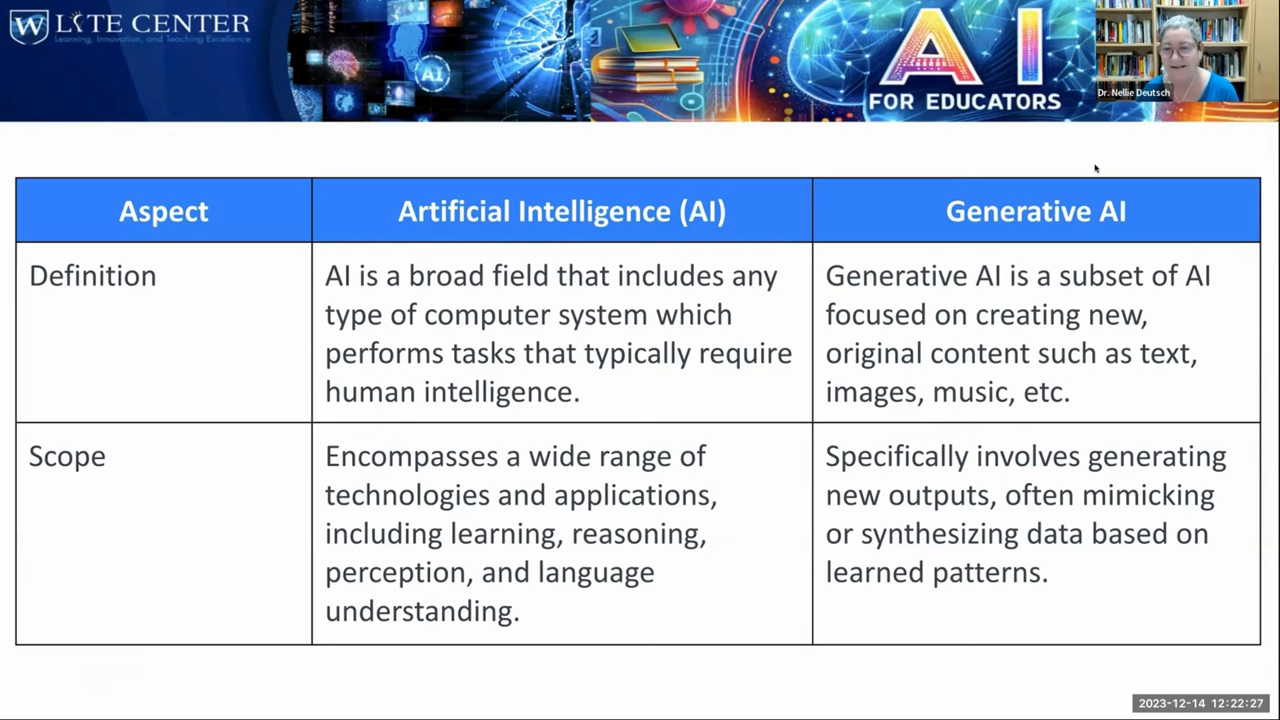 W LITE CENTER
Learning, Innovation, and Teaching Excellence
AI
AI
FOR EDUCATORS
Dr. Nellie Deutsch
Aspect
Artificial Intelligence (AI)
Generative AI
Definition
AI is a broad field that includes any
type of computer system which
performs tasks that typically require
human intelligence.
Generative AI is a subset of AI
focused on creating new,
original content such as text,
images, music, etc.
Scope
Encompasses a wide range of
technologies and applications,
including learning, reasoning,
perception, and language
understanding.
Specifically involves generating
new outputs, often mimicking
or synthesizing data based on
learned patterns.
2023-12-14 12:22:27